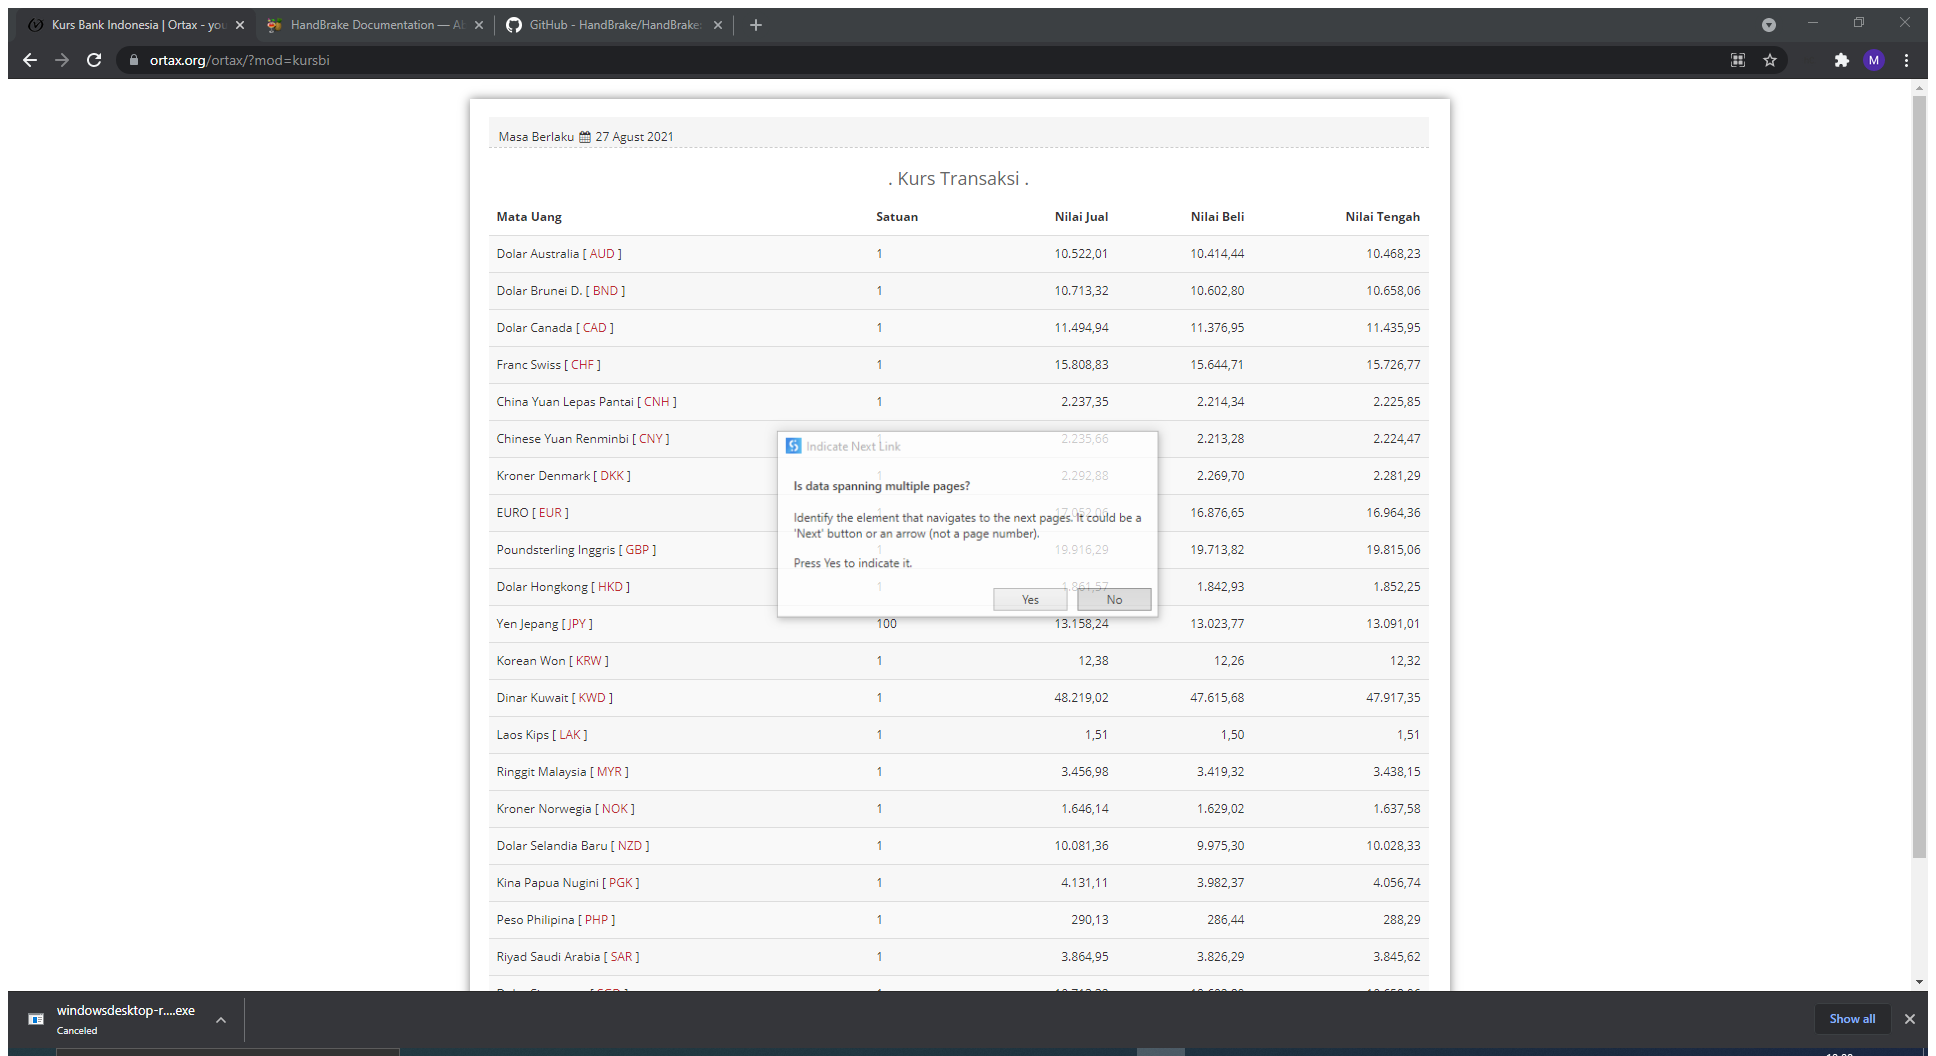 Kurs Bank Indonesia | Ortax - you
HandBrake Documentation — Ab
GitHub - HandBrake/HandBrake:
ortax.org/ortax/?mod=kursbi
M
Masa Berlaku 27 Agust 2021
. Kurs Transaksi .
Mata Uang Satuan Nilai Jual Nilai Beli Nilai Tengah
Dolar Australia [ AUD ] 1 10.522,01 10.414,44 10.468,23
Dolar Brunei D. [ BND ] 1 10.713,32 10.602,80 10.658,06
Dolar Canada [ CAD ] 1 11.494,94 11.376,95 11.435,95
Franc Swiss [ CHF ] 1 15.808,83 15.644,71 15.726,77
China Yuan Lepas Pantai [ CNH ] 1 2.237,35 2.214,34 2.225,85
Chinese Yuan Renminbi [ CNY ] 1 2.235,66 2.213,28 2.224,47
Kroner Denmark [ DKK ] 1 2.292,88 2.269,70 2.281,29
EURO [ EUR ] 1 17.052,06 16.876,65 16.964,36
Poundsterling Inggris [ GBP ] 1 19.916,29 19.713,82 19.815,06
Dolar Hongkong [ HKD ] 1 1.861,57 1.842,93 1.852,25
Yen Jepang [ JPY ] 100 13.158,24 13.023,77 13.091,01
Korean Won [ KRW ] 1 12,38 12,26 12,32
Dinar Kuwait [ KWD ] 1 48.219,02 47.615,68 47.917,35
Laos Kips [ LAK ] 1 1,51 1,50 1,51
Ringgit Malaysia [ MYR ] 1 3.456,98 3.419,32 3.438,15
Kroner Norwegia [ NOK ] 1 1.646,14 1.629,02 1.637,58
Dolar Selandia Baru [ NZD ] 1 10.081,36 9.975,30 10.028,33
Kina Papua Nugini [ PGK ] 1 4.131,11 3.982,37 4.056,74
Peso Philipina [ PHP ] 1 290,13 286,44 288,29
Riyad Saudi Arabia [ SAR ] 1 3.864,95 3.826,29 3.845,62
Indicate Next Link
Is data spanning multiple pages?
Identify the element that navigates to the next pages. It could be a
'Next' button or an arrow (not a page number).
Press Yes to indicate it.
Yes No
windowsdesktop-r....exe
Canceled
Show all